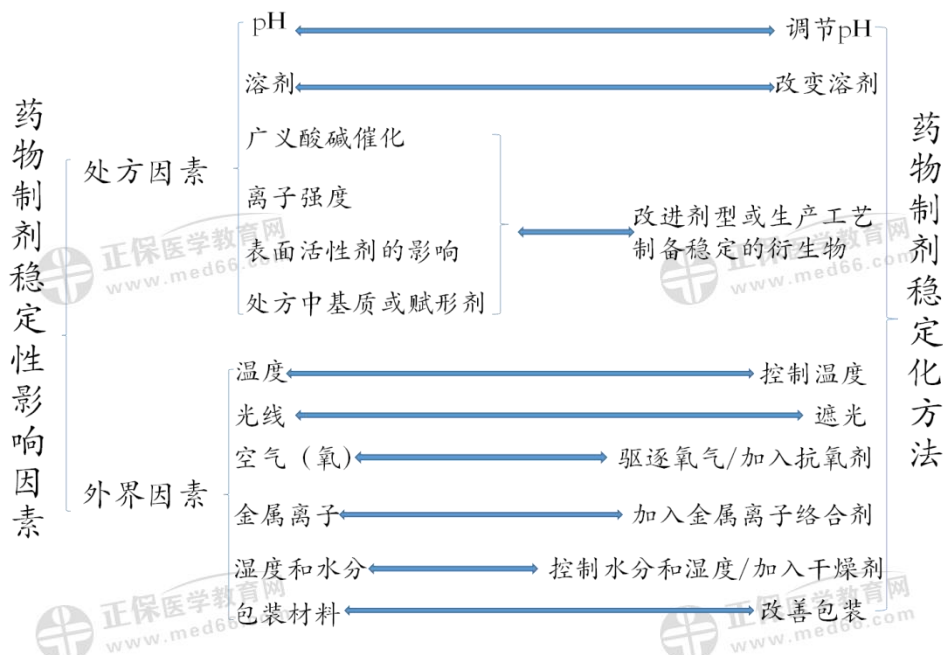 药物制剂稳定性影响因素
处方因素
pH
调节pH
溶剂
改变溶剂
广义酸碱催化
离子强度
表面活性剂的影响
处方中基质或赋形剂
改进剂型或生产工艺
制备稳定的衍生物
外界因素
温度
控制温度
光线
遮光
空气（氧)
驱逐氧气/加入抗氧剂
金属离子
加入金属离子络合剂
湿度和水分
控制水分和湿度/加入干燥剂
包装材料
改善包装
药物制剂稳定化方法
正保医学教育网
www.med66.com
正保医学教育网
www.med66.com
正保医学教育网
www.med66.com
正保医学教育网
www.med66.com